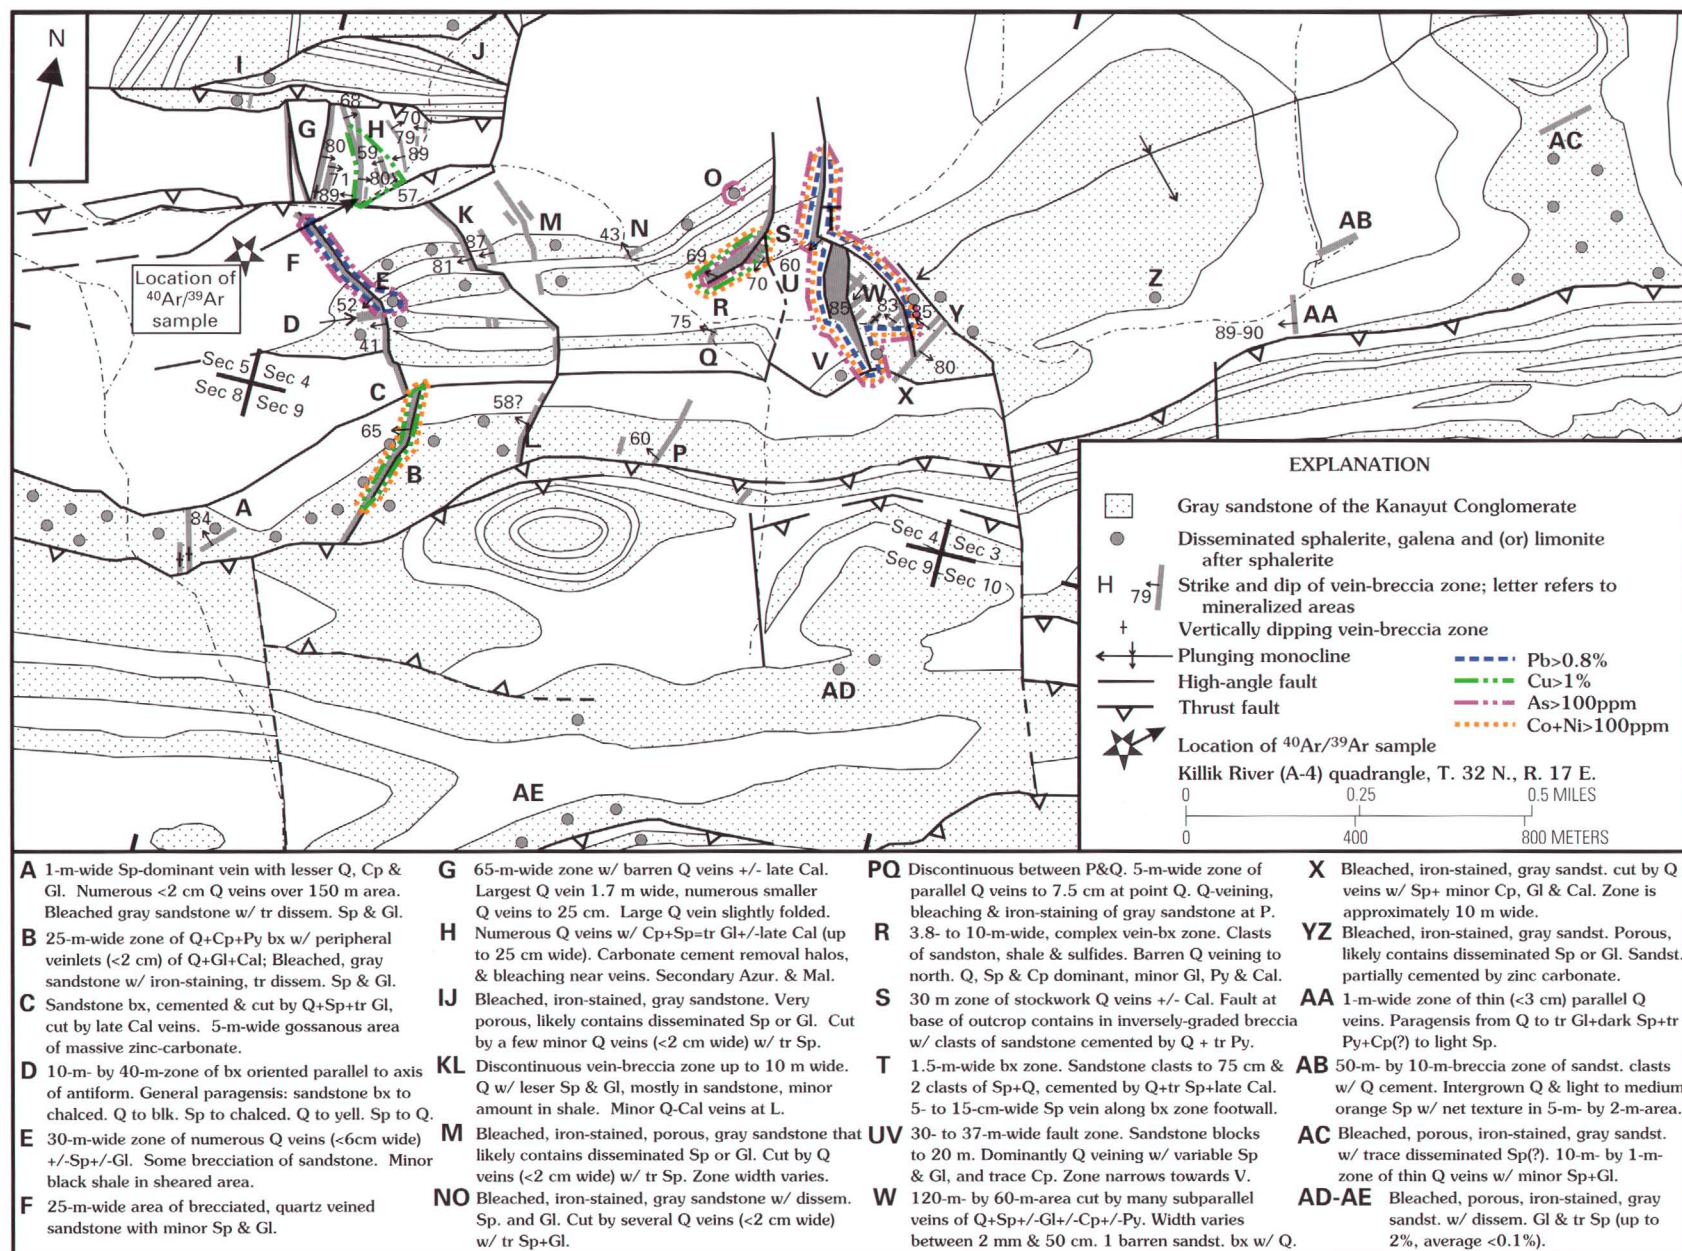 N
I
J
68
G
H
70
79
80
59
89
71
80
89
57
O
K
M
N
T
43
S
AC
AB
87
81
69
60
F
Location of
40Ar/39Ar
sample
E
52
D
41
70
U
R
75
Q
W
85
83
85
Y
Z
V
80
X
89-90
AA
Sec 5
Sec 4
Sec 8
Sec 9
C
65
58?
L
B
60
P
A
84
Sec 4
Sec 3
Sec 9
Sec 10
AD
AE
EXPLANATION
Gray sandstone of the Kanayut Conglomerate
Disseminated sphalerite, galena and (or) limonite
after sphalerite
H 79 Strike and dip of vein-breccia zone; letter refers to
mineralized areas
Vertically dipping vein-breccia zone
Plunging monocline
High-angle fault
Thrust fault
Pb>0.8%
Cu>1%
As>100ppm
Co+Ni>100ppm
Location of 40Ar/39Ar sample
Killik River (A-4) quadrangle, T. 32 N., R. 17 E.
0 0.25 0.5 MILES
0 400 800 METERS
A 1-m-wide Sp-dominant vein with lesser Q, Cp &
Gl. Numerous <2 cm Q veins over 150 m area.
Bleached gray sandstone w/ tr dissem. Sp & Gl.
B 25-m-wide zone of Q+Cp+Py bx w/ peripheral
veinlets (<2 cm) of Q+Gl+Cal; Bleached, gray
sandstone w/ iron-staining, tr dissem. Sp & Gl.
C Sandstone bx, cemented & cut by Q+Sp+tr Gl,
cut by late Cal veins. 5-m-wide gossanous area
of massive zinc-carbonate.
D 10-m- by 40-m-zone of bx oriented parallel to axis
of antiform. General paragensis: sandstone bx to
chalced. Q to blk. Sp to chalced. Q to yell. Sp to Q.
E 30-m-wide zone of numerous Q veins (<6cm wide)
+/-Sp+/-Gl. Some brecciation of sandstone. Minor
black shale in sheared area.
F 25-m-wide area of brecciated, quartz veined
sandstone with minor Sp & Gl.
G 65-m-wide zone w/ barren Q veins +/- late Cal.
Largest Q vein 1.7 m wide, numerous smaller
Q veins to 25 cm. Large Q vein slightly folded.
H Numerous Q veins w/ Cp+Sp=tr Gl+/-late Cal (up
to 25 cm wide). Carbonate cement removal halos,
& bleaching near veins. Secondary Azur. & Mal.
IJ Bleached, iron-stained, gray sandstone. Very
porous, likely contains disseminated Sp or Gl. Cut
by a few minor Q veins (<2 cm wide) w/ tr Sp.
KL Discontinuous vein-breccia zone up to 10 m wide.
Q w/ leser Sp & Gl, mostly in sandstone, minor
amount in shale. Minor Q-Cal veins at L.
M Bleached, iron-stained, porous, gray sandstone that
likely contains disseminated Sp or Gl. Cut by Q
veins (<2 cm wide) w/ tr Sp. Zone width varies.
NO Bleached, iron-stained, gray sandstone w/ dissem.
Sp. and Gl. Cut by several Q veins (<2 cm wide)
w/ tr Sp+Gl.
PQ Discontinuous between P&Q. 5-m-wide zone of
parallel Q veins to 7.5 cm at point Q. Q-veining,
bleaching & iron-staining of gray sandstone at P.
R 3.8- to 10-m-wide, complex vein-bx zone. Clasts
of sandston, shale & sulfides. Barren Q veining to
north. Q, Sp & Cp dominant, minor Gl, Py & Cal.
S 30 m zone of stockwork Q veins +/- Cal. Fault at
base of outcrop contains in inversely-graded breccia
w/ clasts of sandstone cemented by Q + tr Py.
T 1.5-m-wide bx zone. Sandstone clasts to 75 cm &
2 clasts of Sp+Q, cemented by Q+tr Sp+late Cal.
5- to 15-cm-wide Sp vein along bx zone footwall.
UV 30- to 37-m-wide fault zone. Sandstone blocks
to 20 m. Dominantly Q veining w/ variable Sp
& Gl, and trace Cp. Zone narrows towards V.
W 120-m- by 60-m-area cut by many subparallel
veins of Q+Sp+/-Gl+/-Cp+/-Py. Width varies
between 2 mm & 50 cm. 1 barren sandst. bx w/ Q.
X Bleached, iron-stained, gray sandst. cut by Q
veins w/ Sp+ minor Cp, Gl & Cal. Zone is
approximately 10 m wide.
YZ Bleached, iron-stained, gray sandst. Porous,
likely contains disseminated Sp or Gl. Sandst.
partially cemented by zinc carbonate.
AA 1-m-wide zone of thin (<3 cm) parallel Q
veins. Paragensis from Q to tr Gl+dark Sp+tr
Py+Cp(?) to light Sp.
AB 50-m- by 10-m-breccia zone of sandst. clasts
w/ Q cement. Intergrown Q & light to medium
orange Sp w/ net texture in 5-m- by 2-m-area.
AC Bleached, porous, iron-stained, gray sandst.
w/ trace disseminated Sp(?). 10-m- by 1-m-
zone of thin Q veins w/ minor Sp+Gl.
AD-AE Bleached, porous, iron-stained, gray
sandst. w/ dissem. Gl & tr Sp (up to
2%, average <0.1%).